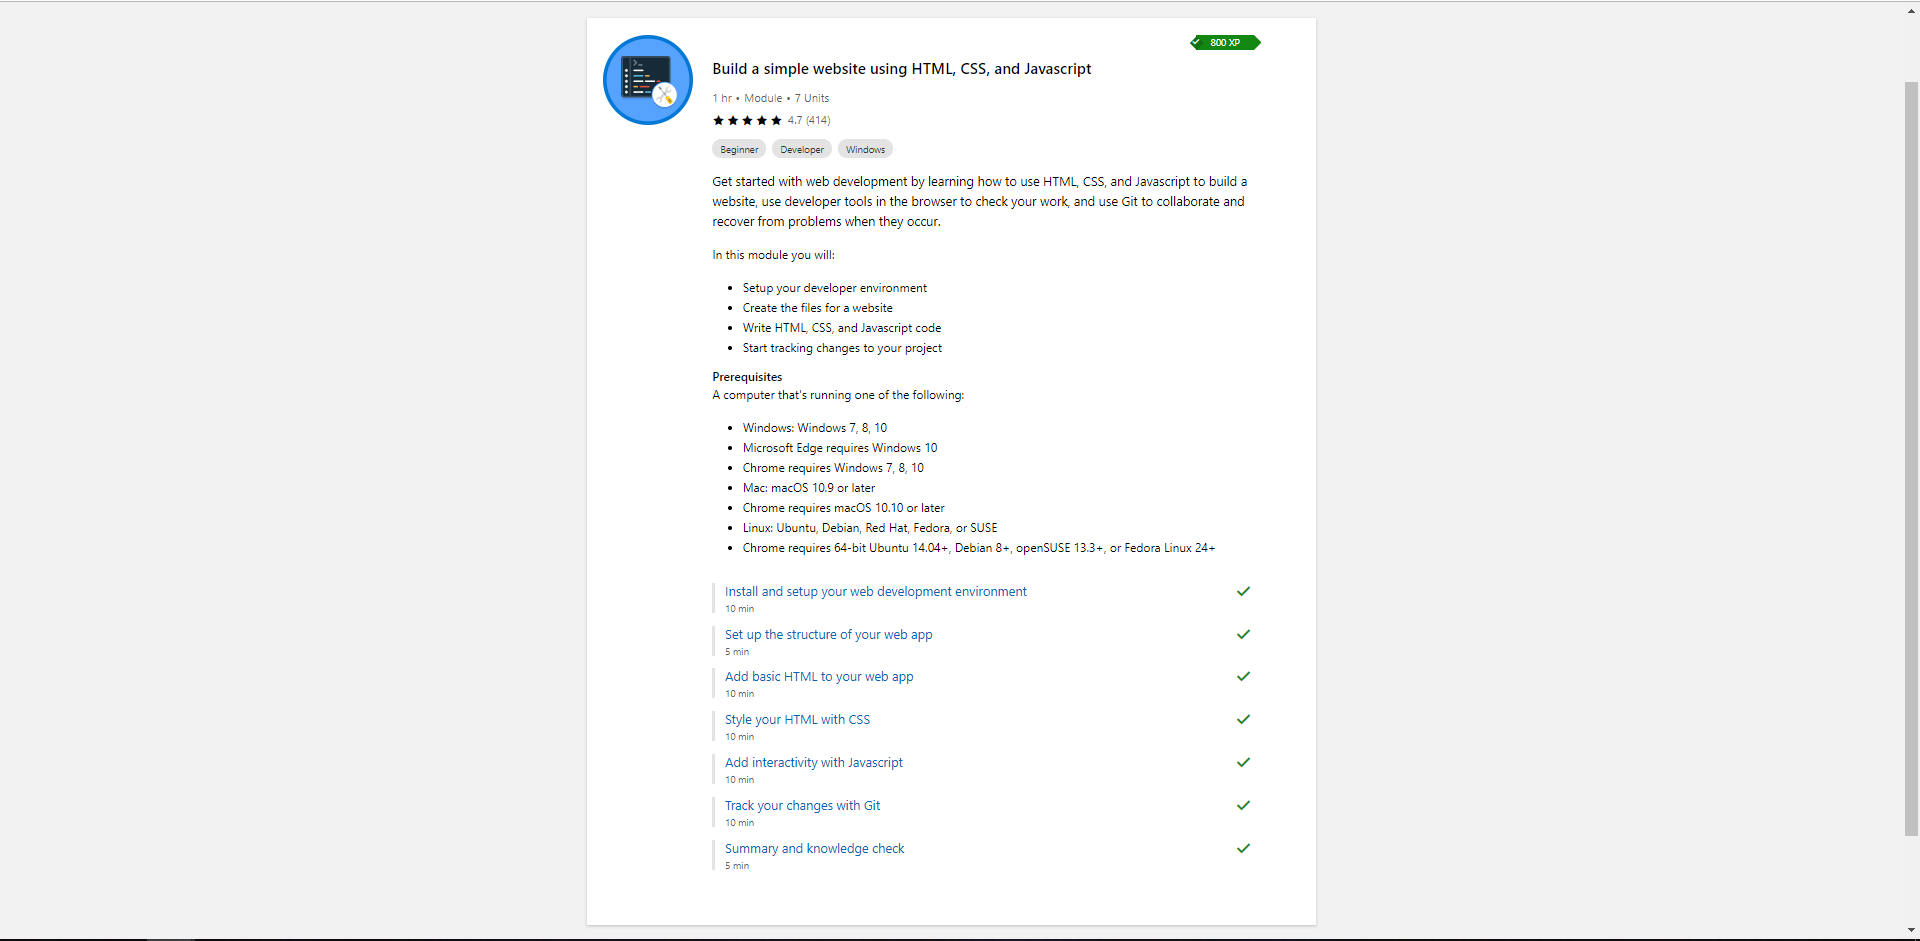 800 XP
Build a simple website using HTML, CSS, and Javascript
1 hr • Module • 7 Units
4.7 (414)
Beginner Developer Windows
Get started with web development by learning how to use HTML, CSS, and Javascript to build a
website, use developer tools in the browser to check your work, and use Git to collaborate and
recover from problems when they occur.
In this module you will:
• Setup your developer environment
• Create the files for a website
• Write HTML, CSS, and Javascript code
• Start tracking changes to your project
Prerequisites
A computer that's running one of the following:
• Windows: Windows 7, 8, 10
• Microsoft Edge requires Windows 10
• Chrome requires Windows 7, 8, 10
• Mac: macOS 10.9 or later
• Chrome requires macOS 10.10 or later
• Linux: Ubuntu, Debian, Red Hat, Fedora, or SUSE
• Chrome requires 64-bit Ubuntu 14.04+, Debian 8+, openSUSE 13.3+, or Fedora Linux 24+
Install and setup your web development environment
10 min
Set up the structure of your web app
5 min
Add basic HTML to your web app
10 min
Style your HTML with CSS
10 min
Add interactivity with Javascript
10 min
Track your changes with Git
10 min
Summary and knowledge check
5 min